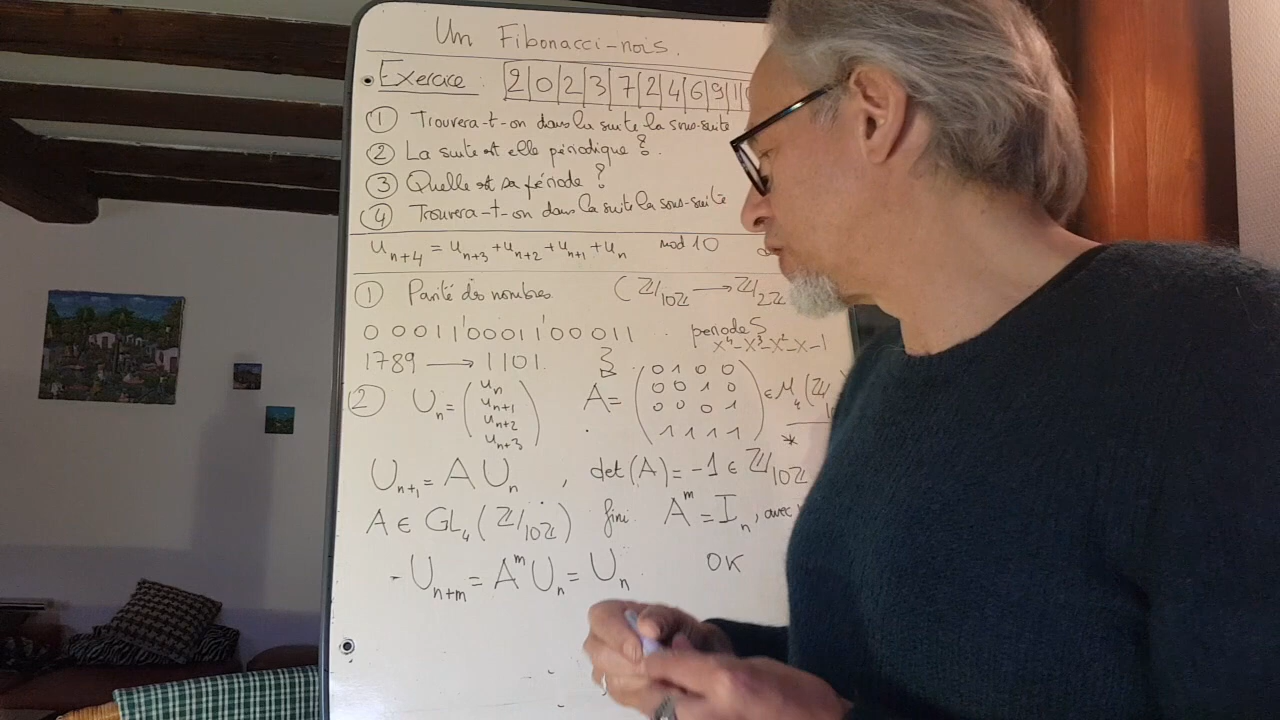 Un Fibonacci-nois.
Exercice : 2|0|2|3|7|2|4|6|9|1|
① Trouvera-t-on dans la suite la sous-suite
② La suite est elle périodique ?
③ Quelle est sa période ?
④ Trouvera-t-on dans la suite la sous-suite
u_{n+4} = u_{n+3} + u_{n+2} + u_{n+1} + u_n mod 10
① Parité des nombres ( Z/10Z → Z/2Z
0 0 0 1 1' 0 0 0 1 1' 0 0 0 1 1 .. periode 5
X⁴-X³-X²-X-1
1789 → 1101.
② U_n = (u_n u_{n+1} u_{n+2} u_{n+3}) A = (0 1 0 0
0 0 1 0
0 0 0 1
1 1 1 1) ∈ M_4(Z/10
*
U_{n+1} = A U_n , det(A) = -1 ∈ Z/10Z
A ∈ GL_4(Z/10Z) fini. A^m = I_n, avec
- U_{n+m} = A^m U_n = U_n OK